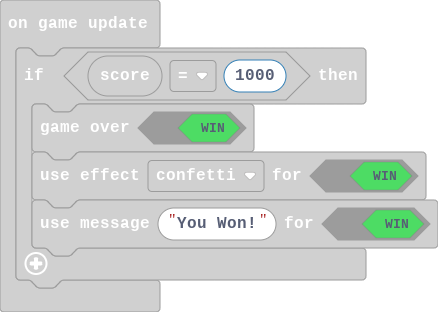 on game update
if score = 1000 then
game over WIN
use effect confetti for WIN
use message "You Won!" for WIN